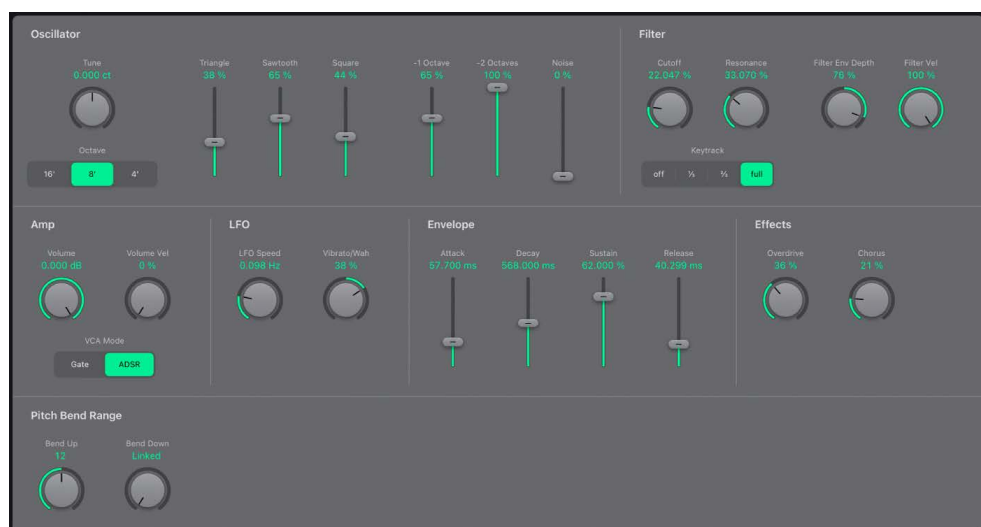 Oscillator
Filter
Tune
0.000 ct
Triangle
38 %
Sawtooth
65 %
Square
44 %
-1 Octave
65 %
-2 Octaves
100 %
Noise
0 %
Cutoff
22.047 %
Resonance
33.070 %
Filter Env Depth
76 %
Filter Vel
100 %
Octave
16' 8' 4'
Keytrack
off ⅓ ⅔ full
Amp
LFO
Envelope
Effects
Volume
0.000 dB
Volume Vel
0 %
LFO Speed
0.098 Hz
Vibrato/Wah
38 %
Attack
57.700 ms
Decay
568.000 ms
Sustain
62.000 %
Release
40.299 ms
Overdrive
36 %
Chorus
21 %
VCA Mode
Gate ADSR
Pitch Bend Range
Bend Up
12
Bend Down
Linked